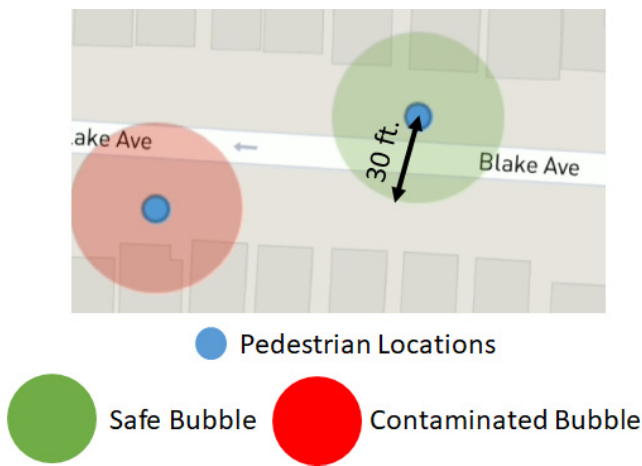 .ake Ave
30 ft.
Blake Ave
Pedestrian Locations
Safe Bubble
Contaminated Bubble